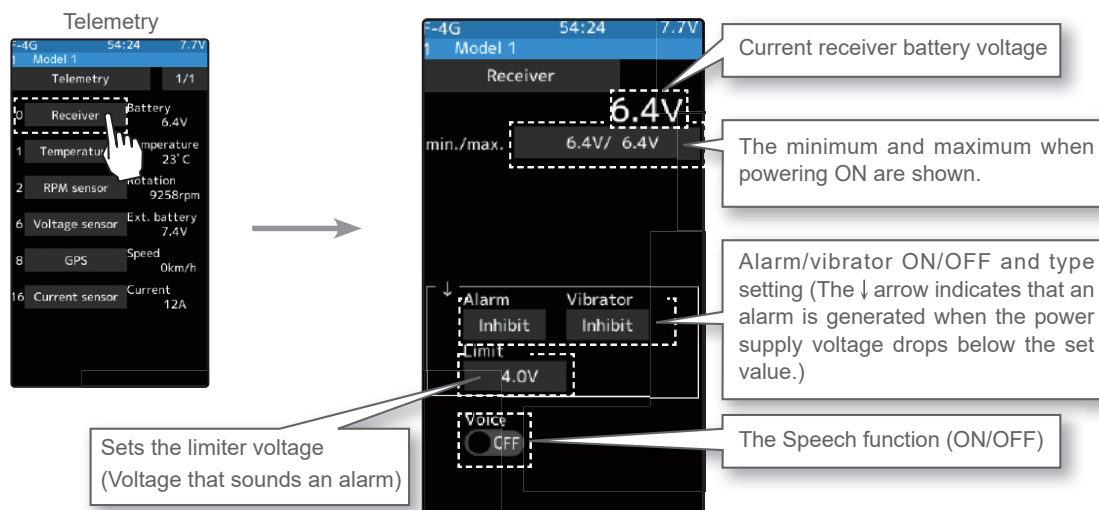 Telemetry
F-4G 54:24 7.7V
1 Model 1
Telemetry 1/1
0 Receiver Battery
6.4V
1 Temperature
23°C
2 RPM sensor Rotation
9258rpm
6 Voltage sensor Ext. battery
7.4V
8 GPS Speed
0km/h
16 Current sensor Current
12A
F-4G 54:24 7.7V
1 Model 1
Receiver
6.4V
min./max. 6.4V/ 6.4V
↓
Alarm Vibrator
Inhibit Inhibit
Limit
4.0V
Voice
OFF
Current receiver battery voltage
The minimum and maximum when
powering ON are shown.
Alarm/vibrator ON/OFF and type
setting (The ↓ arrow indicates that an
alarm is generated when the power
supply voltage drops below the set
value.)
The Speech function (ON/OFF)
Sets the limiter voltage
(Voltage that sounds an alarm)